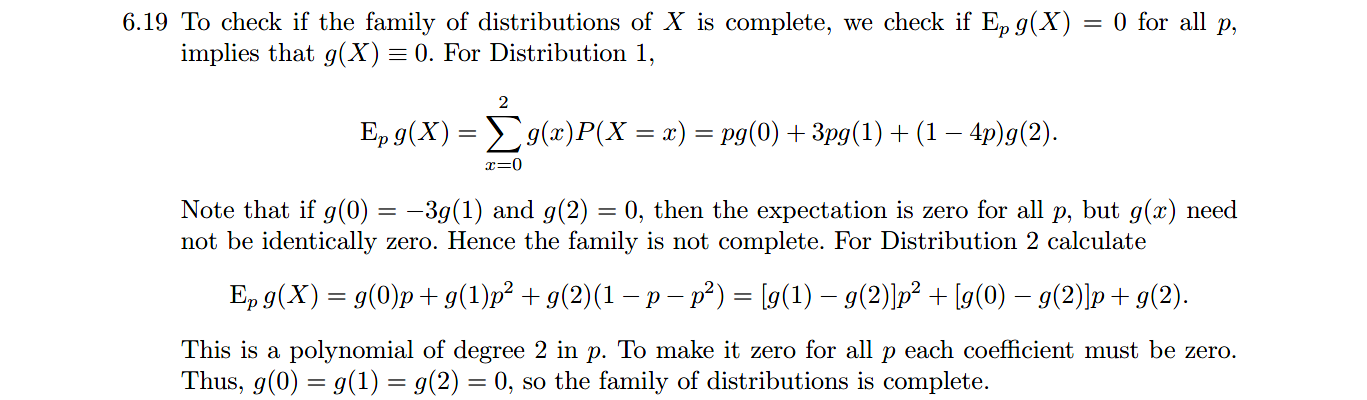 6.19 To check if the family of distributions of X is complete, we check if E_p g(X) = 0 for all p,
implies that g(X) ≡ 0. For Distribution 1,
E_p g(X) = ∑_{x=0}^{2} g(x)P(X = x) = pg(0) + 3pg(1) + (1 − 4p)g(2).
Note that if g(0) = −3g(1) and g(2) = 0, then the expectation is zero for all p, but g(x) need
not be identically zero. Hence the family is not complete. For Distribution 2 calculate
E_p g(X) = g(0)p + g(1)p² + g(2)(1 − p − p²) = [g(1) − g(2)]p² + [g(0) − g(2)]p + g(2).
This is a polynomial of degree 2 in p. To make it zero for all p each coefficient must be zero.
Thus, g(0) = g(1) = g(2) = 0, so the family of distributions is complete.